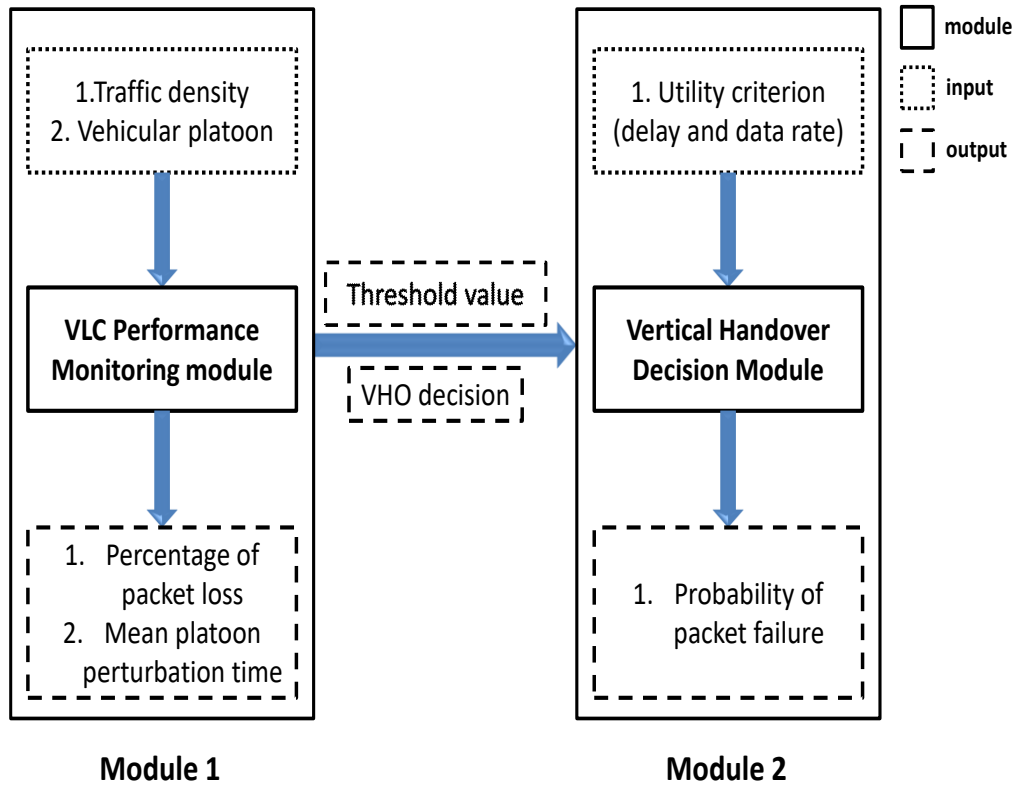 1.Traffic density
2. Vehicular platoon
VLC Performance
Monitoring module
1. Percentage of
packet loss
2. Mean platoon
perturbation time
Module 1
Threshold value
VHO decision
1. Utility criterion
(delay and data rate)
Vertical Handover
Decision Module
1. Probability of
packet failure
Module 2
module
input
output